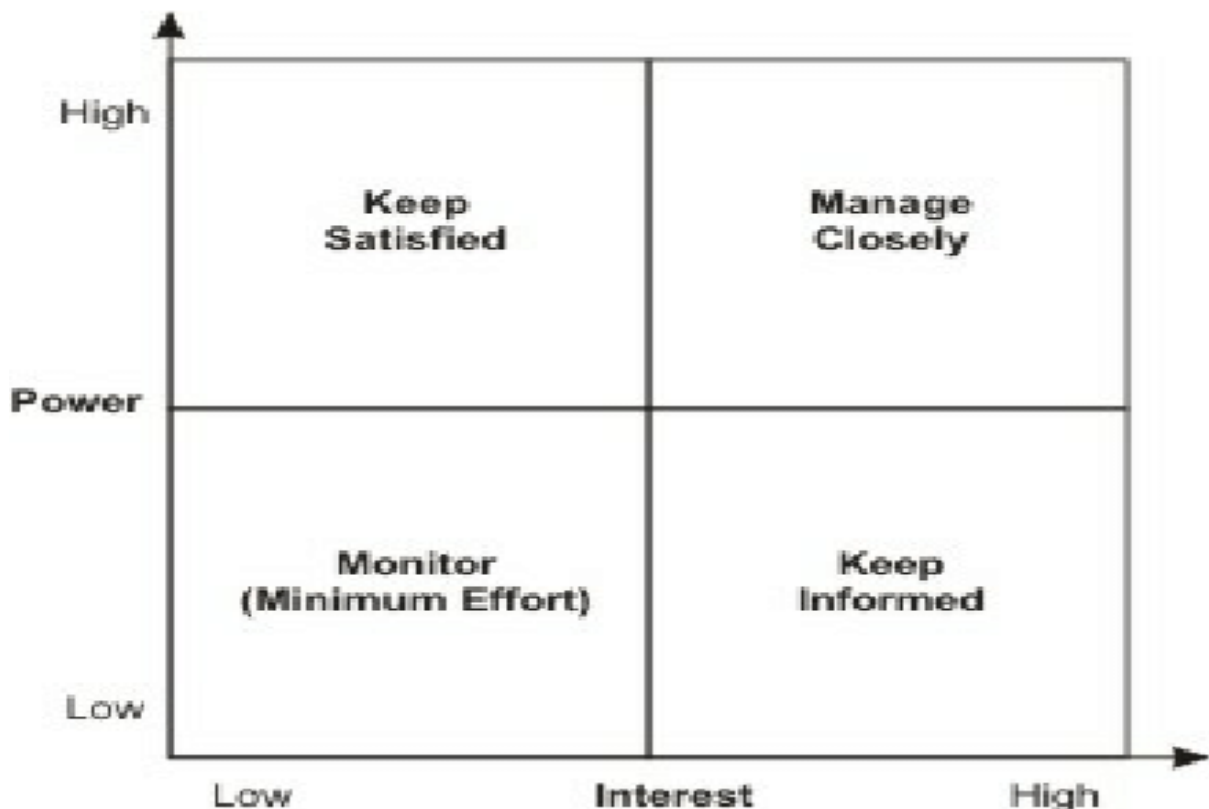 High
Keep
Satisfied
Manage
Closely
Power
Monitor
(Minimum Effort)
Keep
Informed
Low
Low
Interest
High